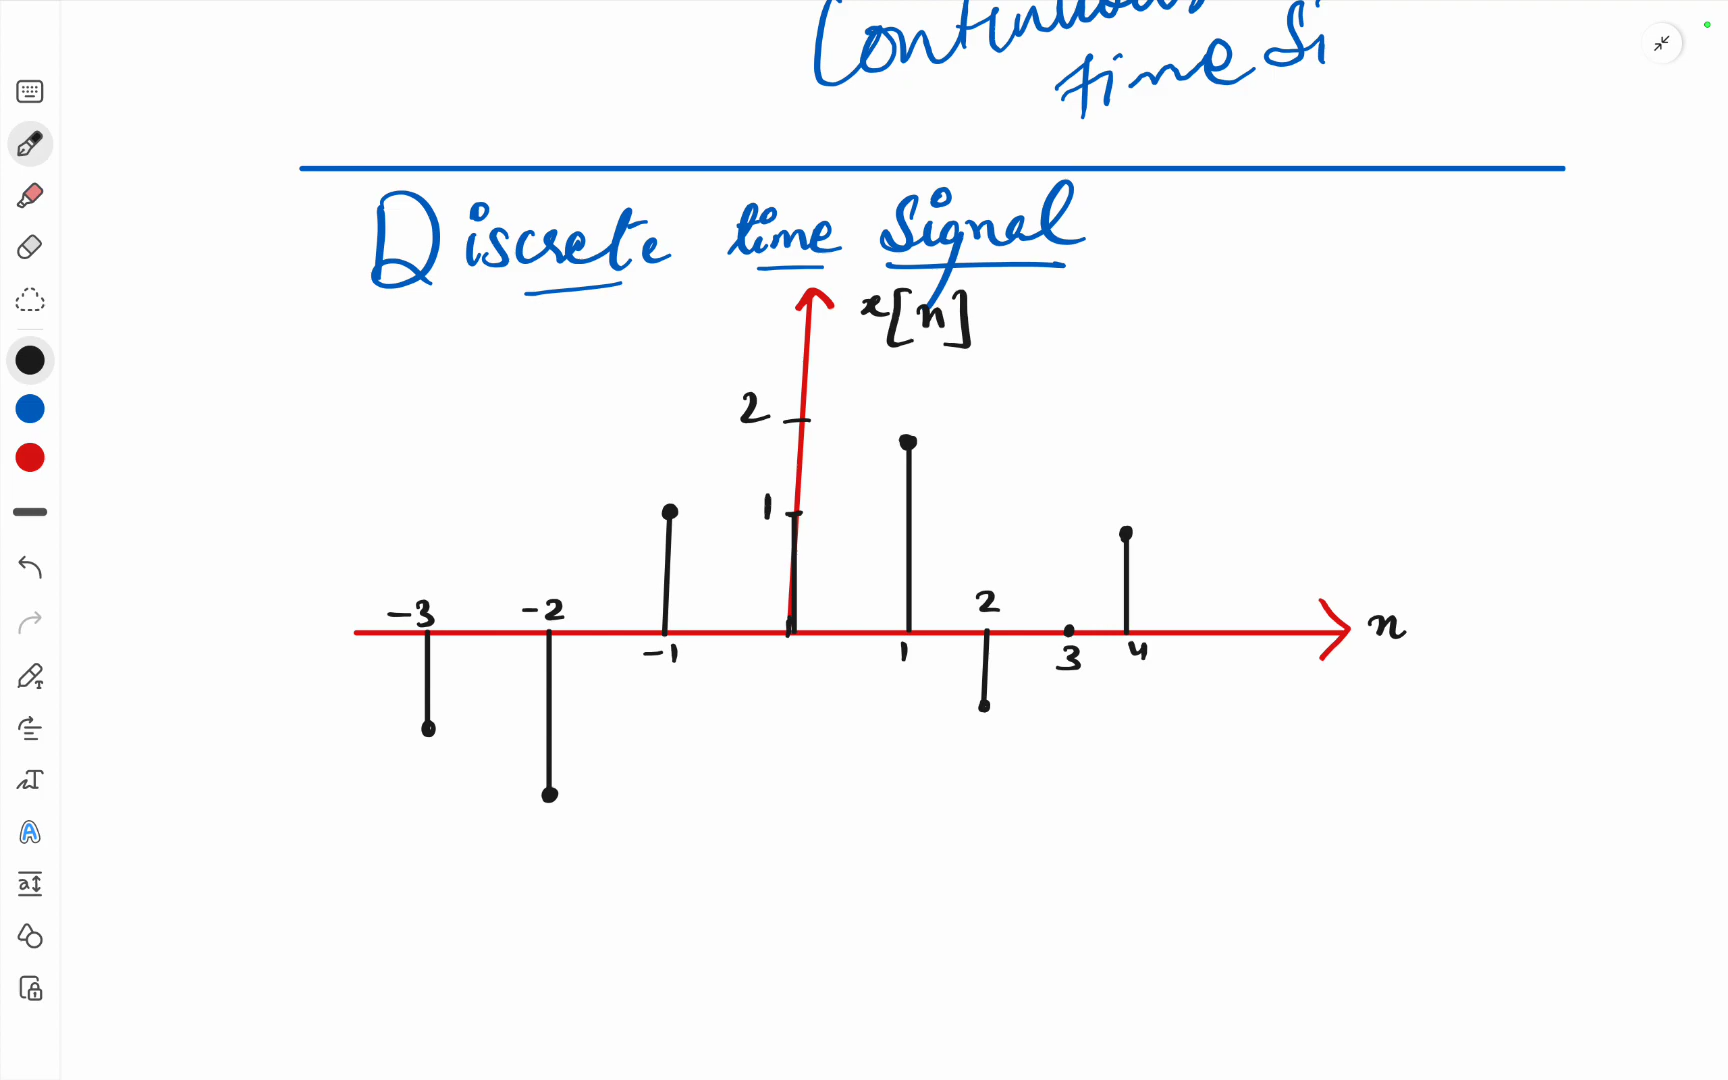 Continuous
time Si
Discrete time Signal
x[n]
2
1
-3 -2 2
n
-1 1 3 4